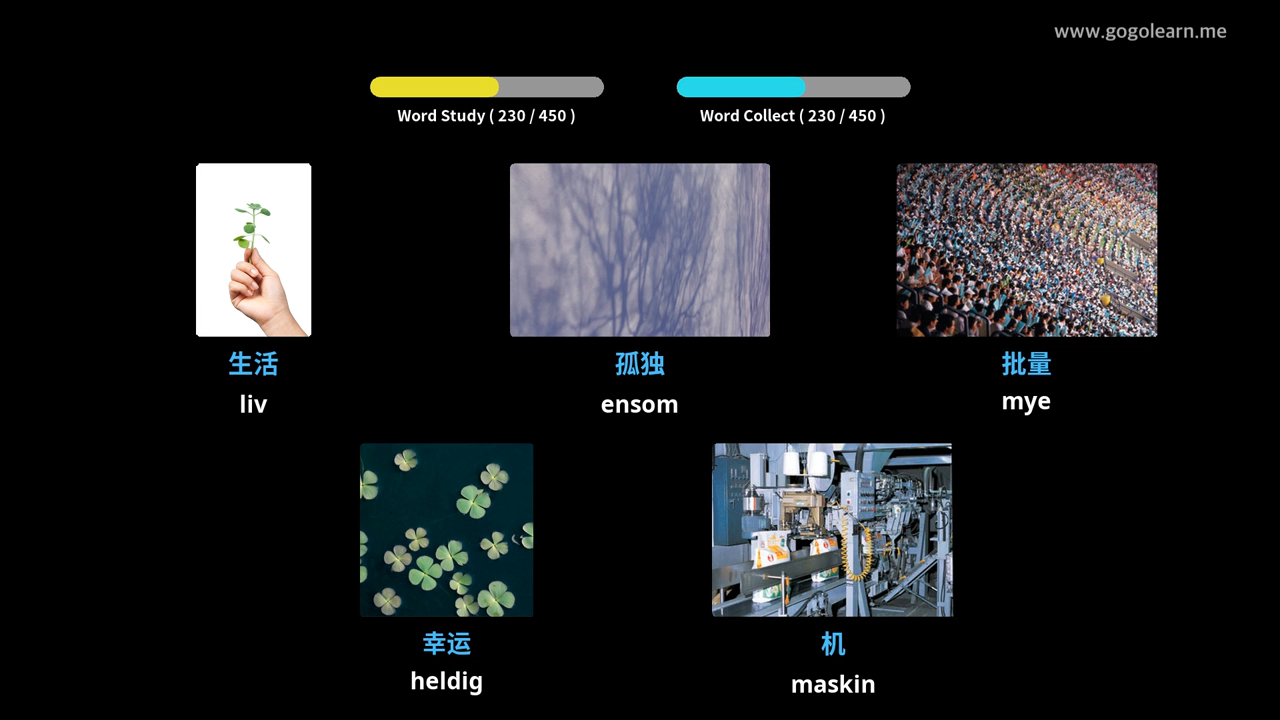 www.gogolearn.me
Word Study ( 230 / 450 )
Word Collect ( 230 / 450 )
生活
liv
孤独
ensom
批量
mye
幸运
heldig
机
maskin